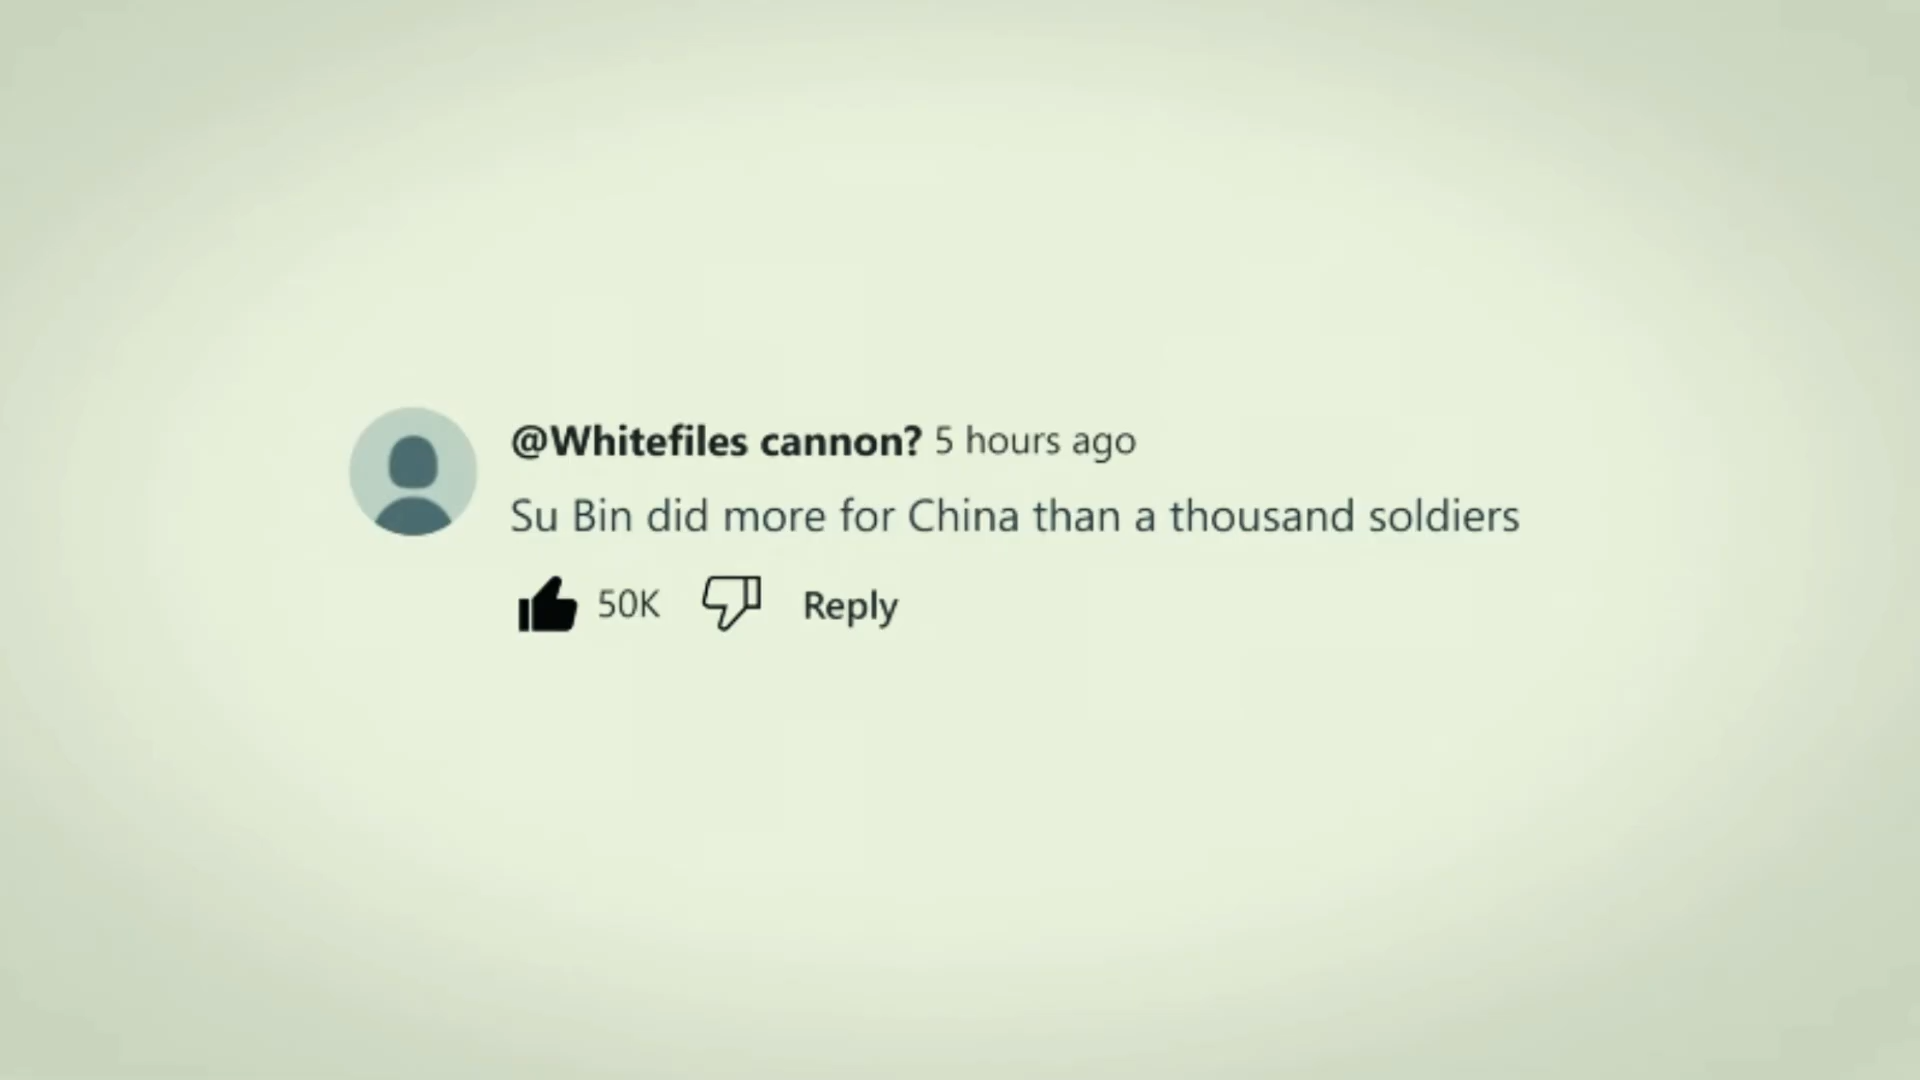 @Whitefiles cannon? 5 hours ago
Su Bin did more for China than a thousand soldiers
50K Reply